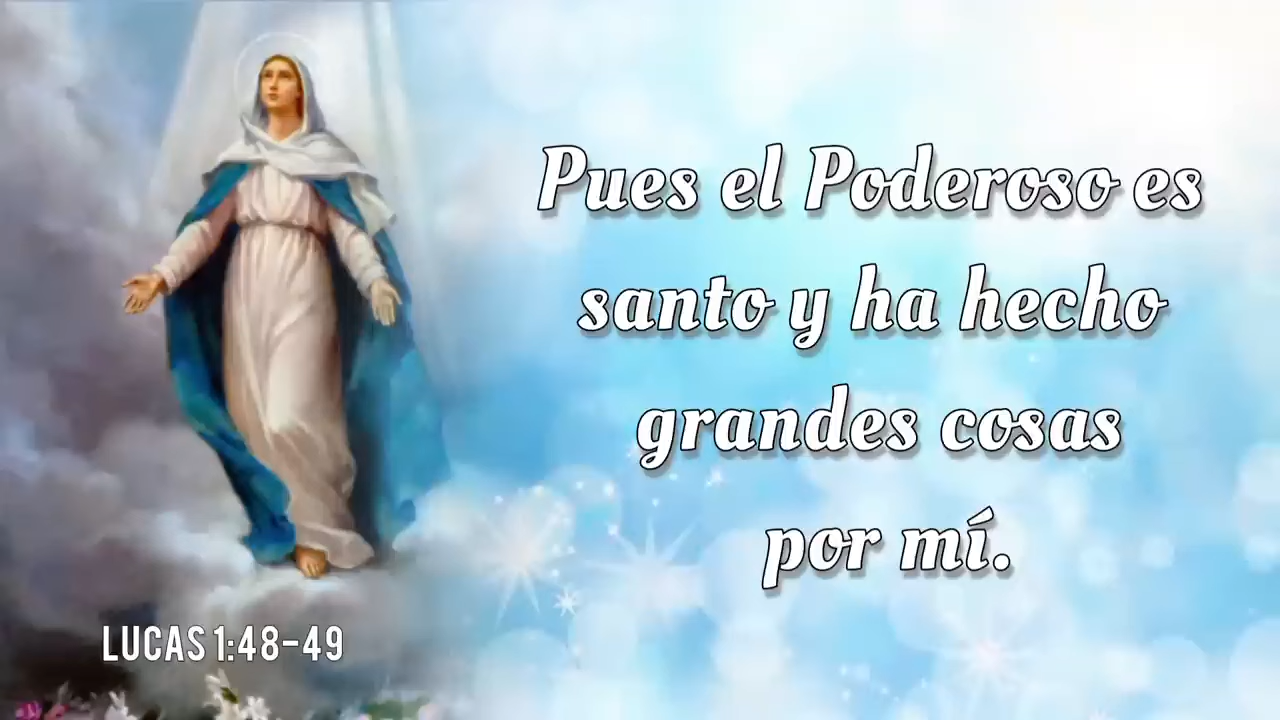 Pues el Poderoso es
santo y ha hecho
grandes cosas
por mí.
LUCAS 1:48-49